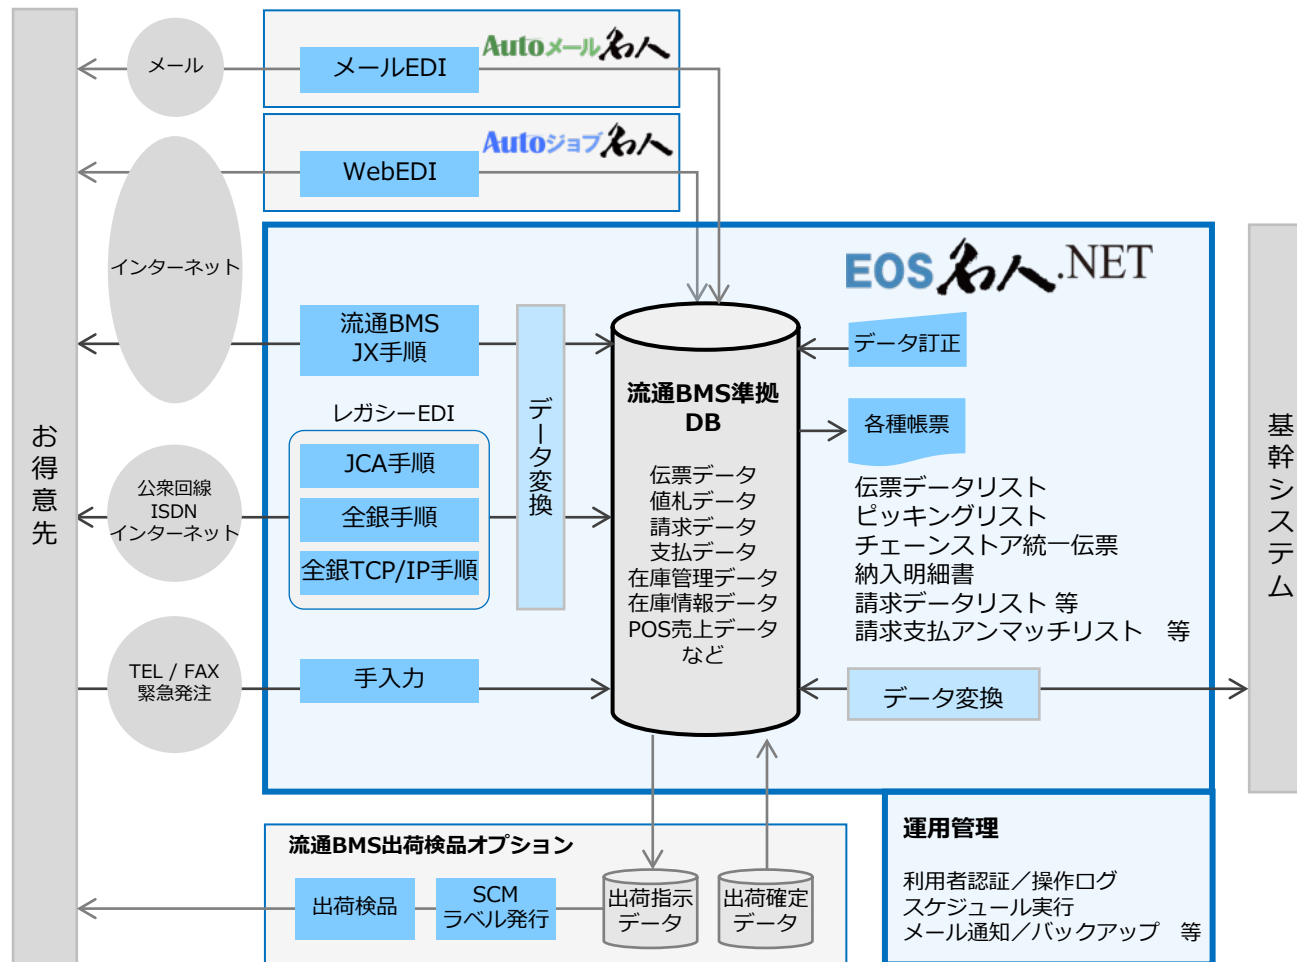 メール
メールEDI
Autoメール名人
WebEDI
Autoジョブ名人
インターネット
EOS名人.NET
流通BMS
JX手順
データ変換
レガシーEDI
JCA手順
全銀手順
全銀TCP/IP手順
公衆回線
ISDN
インターネット
お得意先
TEL / FAX
緊急発注
手入力
流通BMS準拠
DB
伝票データ
値札データ
請求データ
支払データ
在庫管理データ
在庫情報データ
POS売上データ
など
データ訂正
各種帳票
伝票データリスト
ピッキングリスト
チェーンストア統一伝票
納入明細書
請求データリスト 等
請求支払アンマッチリスト　等
データ変換
基幹システム
流通BMS出荷検品オプション
出荷検品
SCM
ラベル発行
出荷指示
データ
出荷確定
データ
運用管理
利用者認証／操作ログ
スケジュール実行
メール通知／バックアップ　等